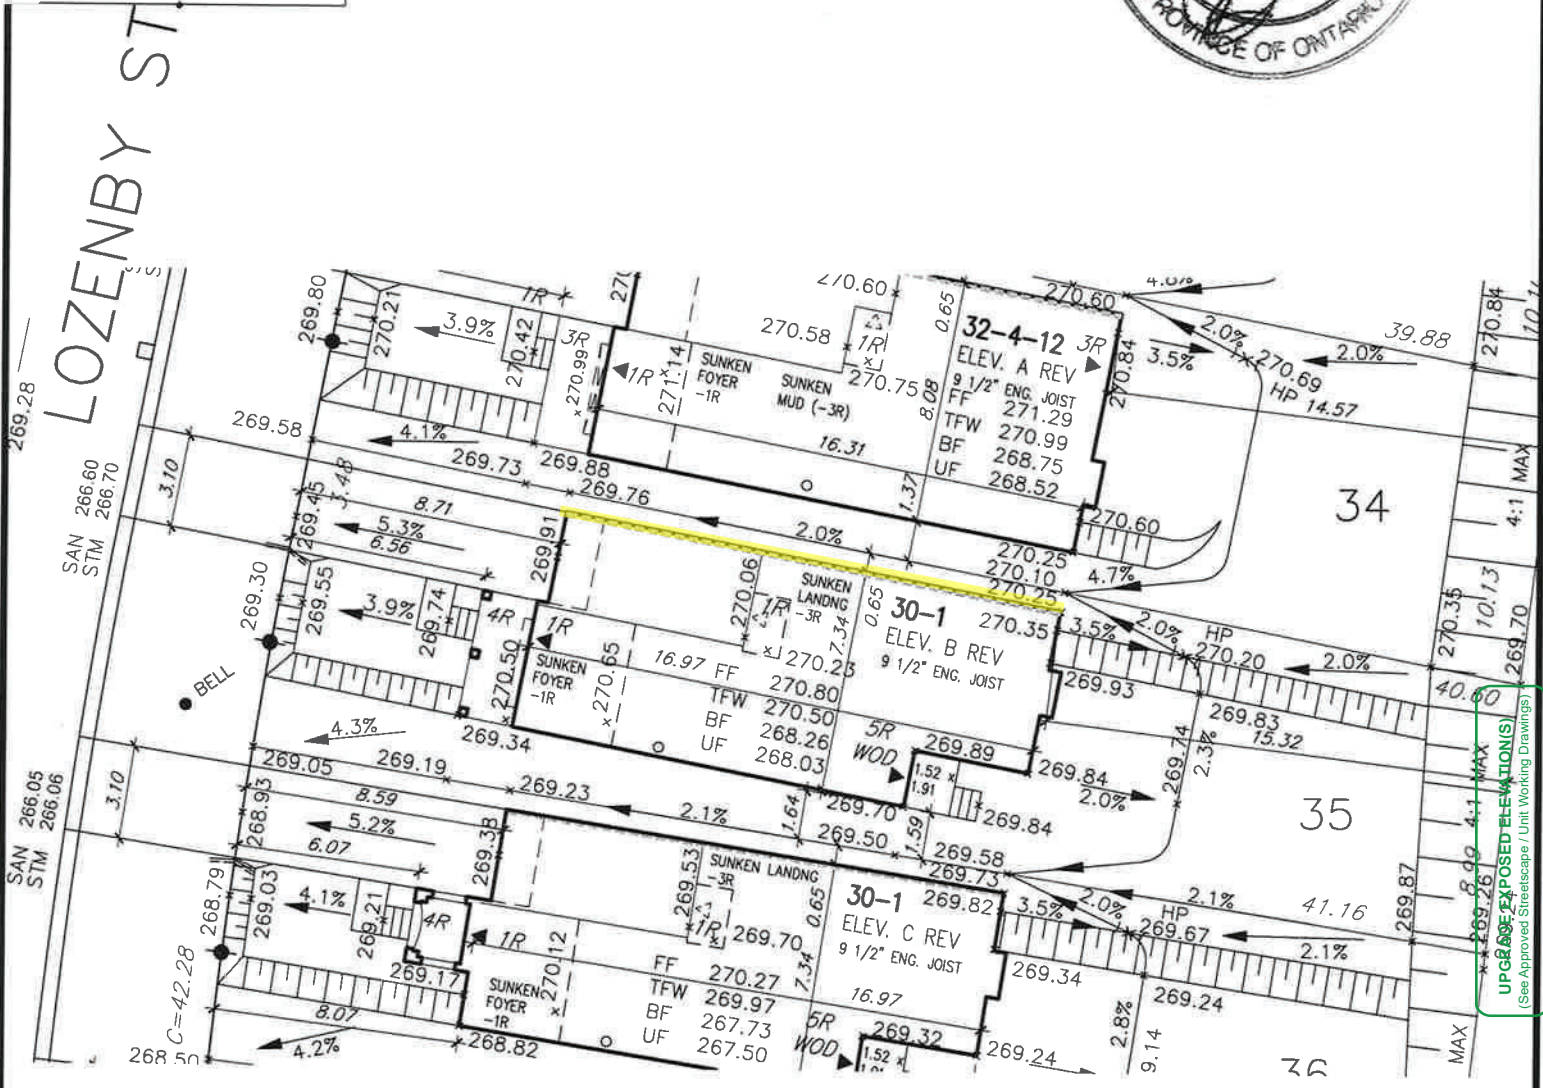 LOZENBY ST.
PROVINCE OF ONTARIO
269.28
269.80
270.21
3.9%
1R
270.42
3R
270.99
1R
271.14
SUNKEN
FOYER
-1R
SUNKEN
MUD (-3R)
270.60
270.58
1R
270.75
0.65
8.08
32-4-12
ELEV. A REV
9 1/2" ENG. JOIST
FF 271.29
TFW 270.99
BF 268.75
UF 268.52
3R
270.60
270.84
2.0%
3.5%
270.69
HP
14.57
2.0%
39.88
270.84
34
4:1 MAX
269.58
4.1%
269.73
269.88
269.76
16.31
1.37
270.60
270.25
270.10
270.25
4.7%
SAN 266.60
STM 266.70
3.10
269.45
8.71
5.3%
6.56
269.91
2.0%
269.30
269.55
3.9%
269.74
4R
270.50
1R
SUNKEN
FOYER
-1R
270.65
270.06
1R
SUNKEN
LANDNG
-3R
7.34
0.65
270.23
16.97
FF 270.80
TFW 270.50
BF 268.26
UF 268.03
30-1
ELEV. B REV
9 1/2" ENG. JOIST
270.35
3.5%
2.0%
HP
270.20
2.0%
270.35
10.13
269.70
40.60
269.93
269.83
15.32
269.74
2.3%
5R
WOD
269.89
1.52
1.91
269.84
2.0%
269.84
BELL
4.3%
269.34
269.05
269.19
269.23
2.1%
1.64
269.70
269.50
1.59
269.58
269.73
35
4:1 MAX
SAN 266.05
STM 266.06
3.10
268.93
8.59
5.2%
6.07
269.38
268.79
269.03
4.1%
269.21
4R
269.17
1R
SUNKEN
FOYER
-1R
270.12
269.53
SUNKEN LANDNG
-3R
1R
269.70
0.65
7.34
FF 270.27
TFW 269.97
BF 267.73
UF 267.50
30-1
ELEV. C REV
9 1/2" ENG. JOIST
16.97
269.82
3.5%
2.0%
HP
269.67
2.1%
41.16
2.1%
269.87
8.99
269.26
269.34
269.24
2.8%
9.14
5R
WOD
269.32
1.52
269.24
C=42.28
8.07
4.2%
268.82
268.50
36
MAX
UPGRADE EXPOSED ELEVATION(S)
(See Approved Streetscape / Unit Working Drawings)